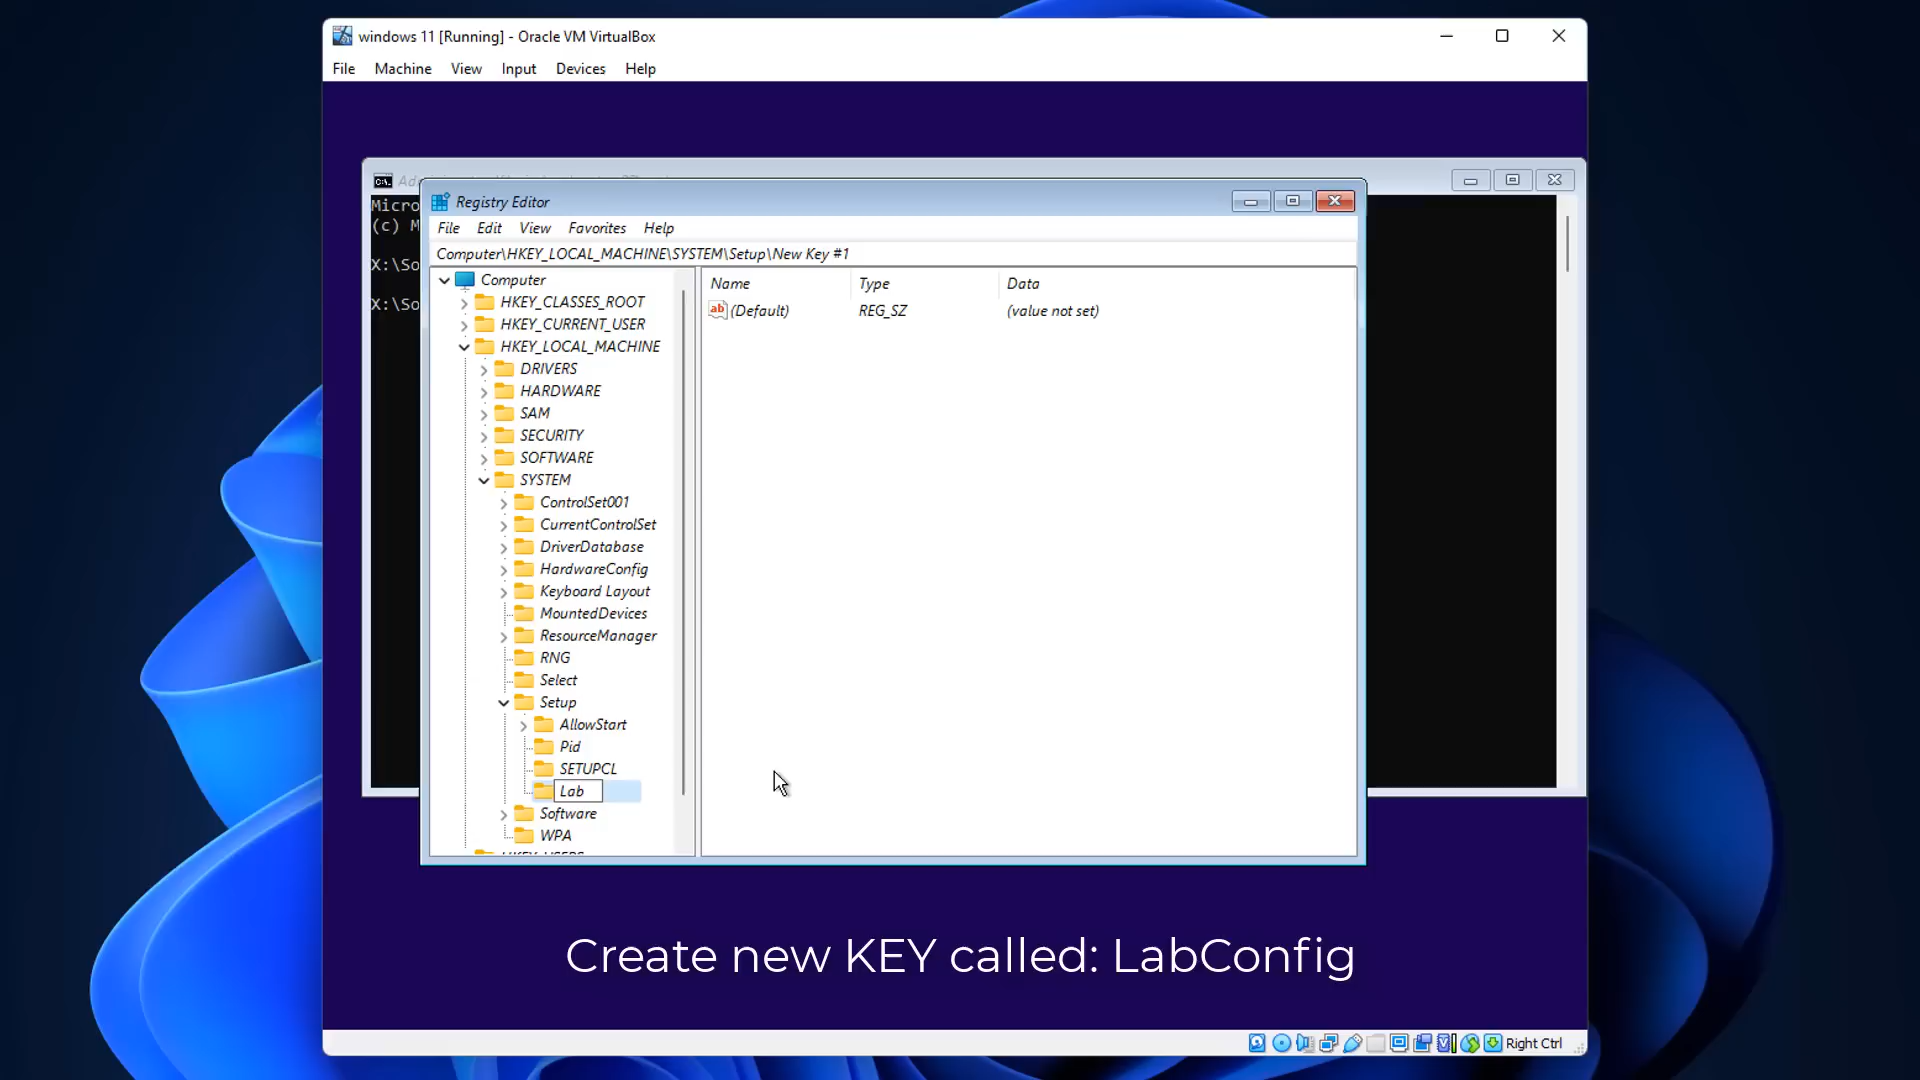 windows 11 [Running] - Oracle VM VirtualBox
File Machine View Input Devices Help
Registry Editor
Micro
(c) M
File Edit View Favorites Help
Computer\HKEY_LOCAL_MACHINE\SYSTEM\Setup\New Key #1
X:\So
X:\So
Computer
HKEY_CLASSES_ROOT
HKEY_CURRENT_USER
HKEY_LOCAL_MACHINE
DRIVERS
HARDWARE
SAM
SECURITY
SOFTWARE
SYSTEM
ControlSet001
CurrentControlSet
DriverDatabase
HardwareConfig
Keyboard Layout
MountedDevices
ResourceManager
RNG
Select
Setup
AllowStart
Pid
SETUPCL
Lab
Software
WPA
Name Type Data
(Default) REG_SZ (value not set)
Create new KEY called: LabConfig
Right Ctrl